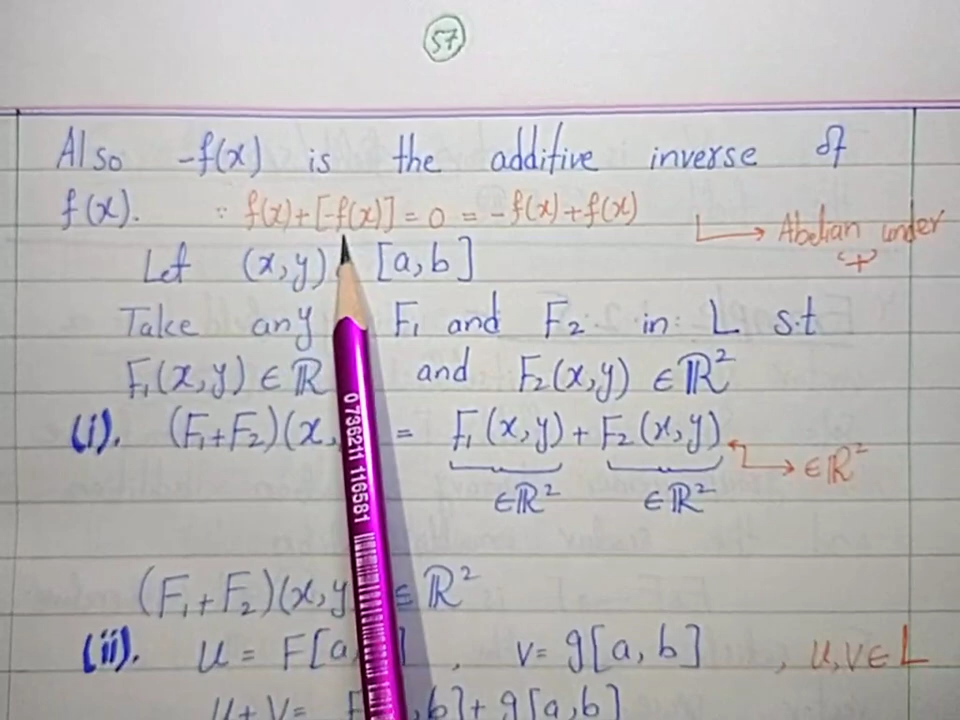 57
Also -f(x) is the additive inverse of
f(x). ∵ f(x)+[-f(x)] = 0 = -f(x)+f(x)
Abelian under
'+'
Let (x,y) [a,b]
Take any F₁ and F₂ in L s.t
F₁(x,y) ∈ ℝ and F₂(x,y) ∈ ℝ²
(i). (F₁+F₂)(x, = F₁(x,y) + F₂(x,y) → ∈ℝ²
∈ℝ² ∈ℝ²
(F₁+F₂)(x,y ∈ ℝ²
(ii). u = F[a, ] , v= g[a,b] , u,v∈L
u+v= F ,b]+g[a,b]
0736211 116581